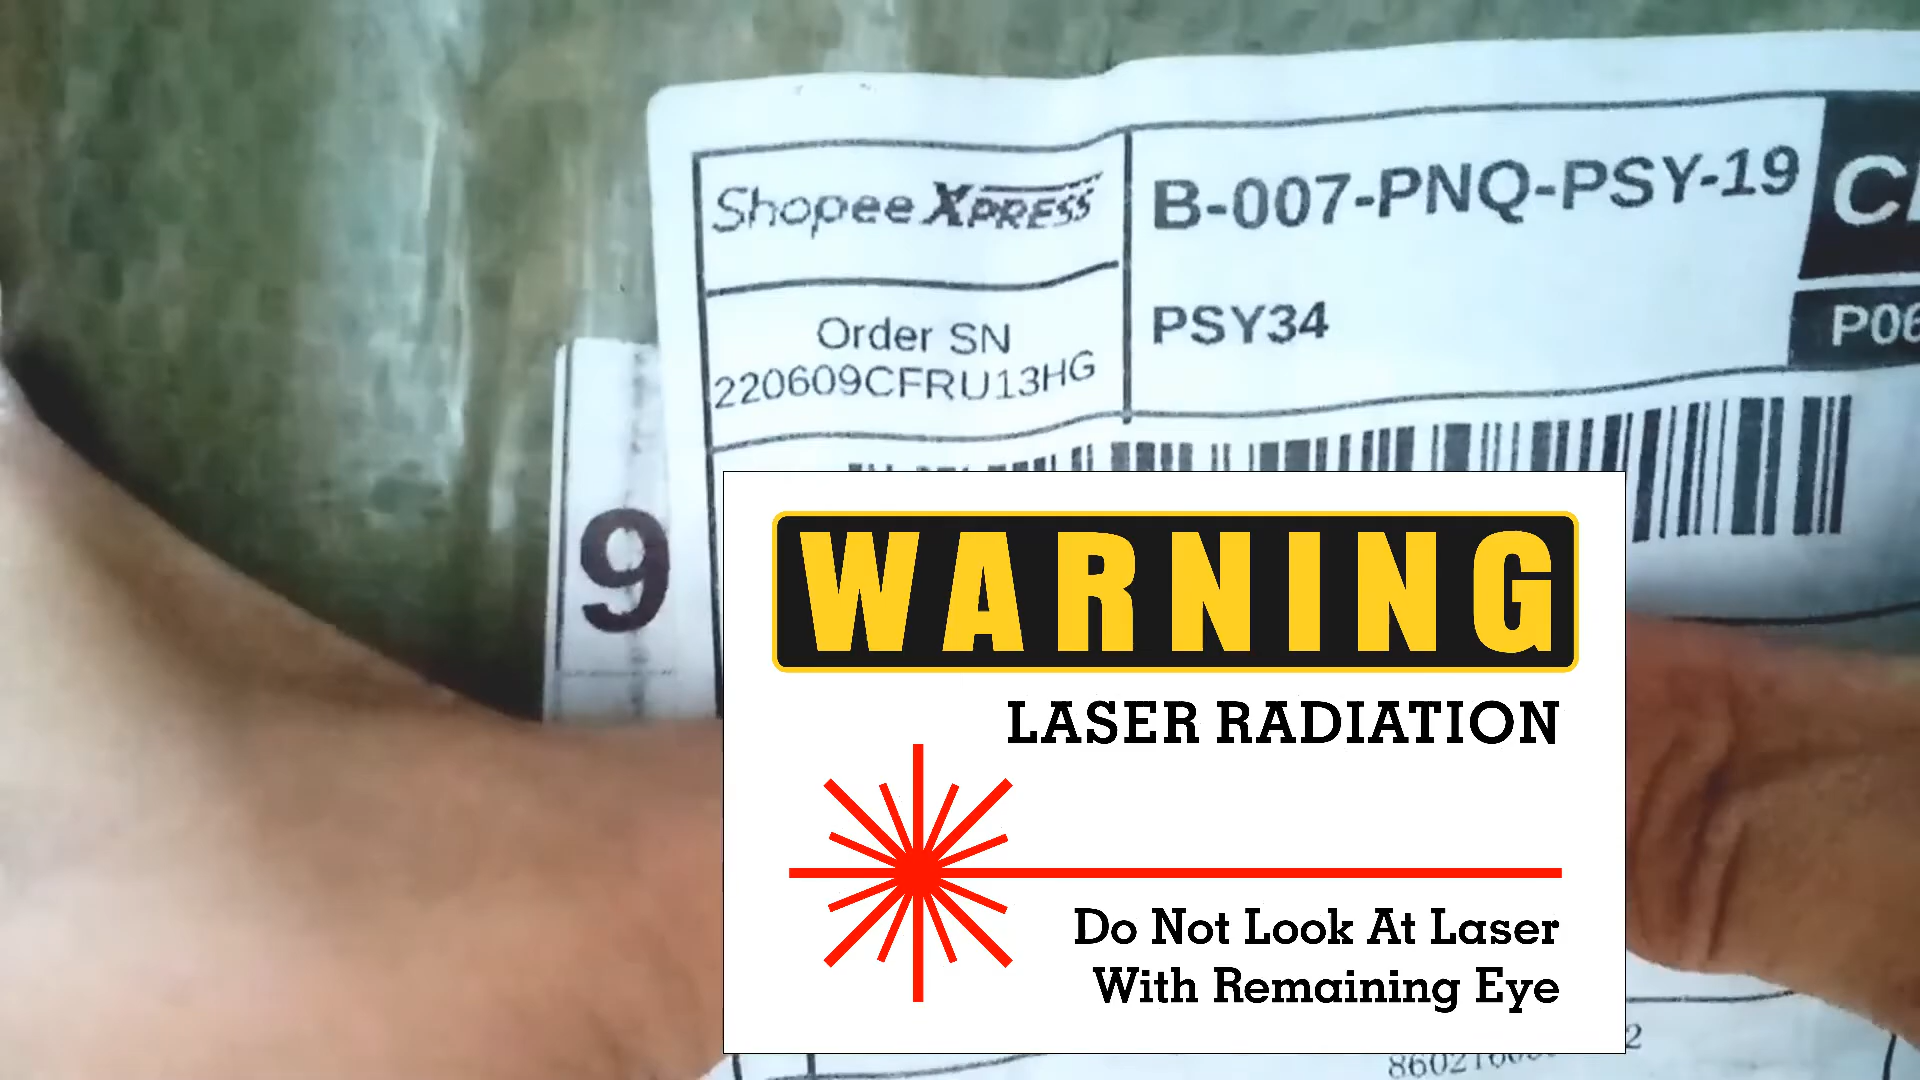 Shopee XPRESS
B-007-PNQ-PSY-19
Order SN
220609CFRU13HG
PSY34
9
WARNING
LASER RADIATION
Do Not Look At Laser
With Remaining Eye